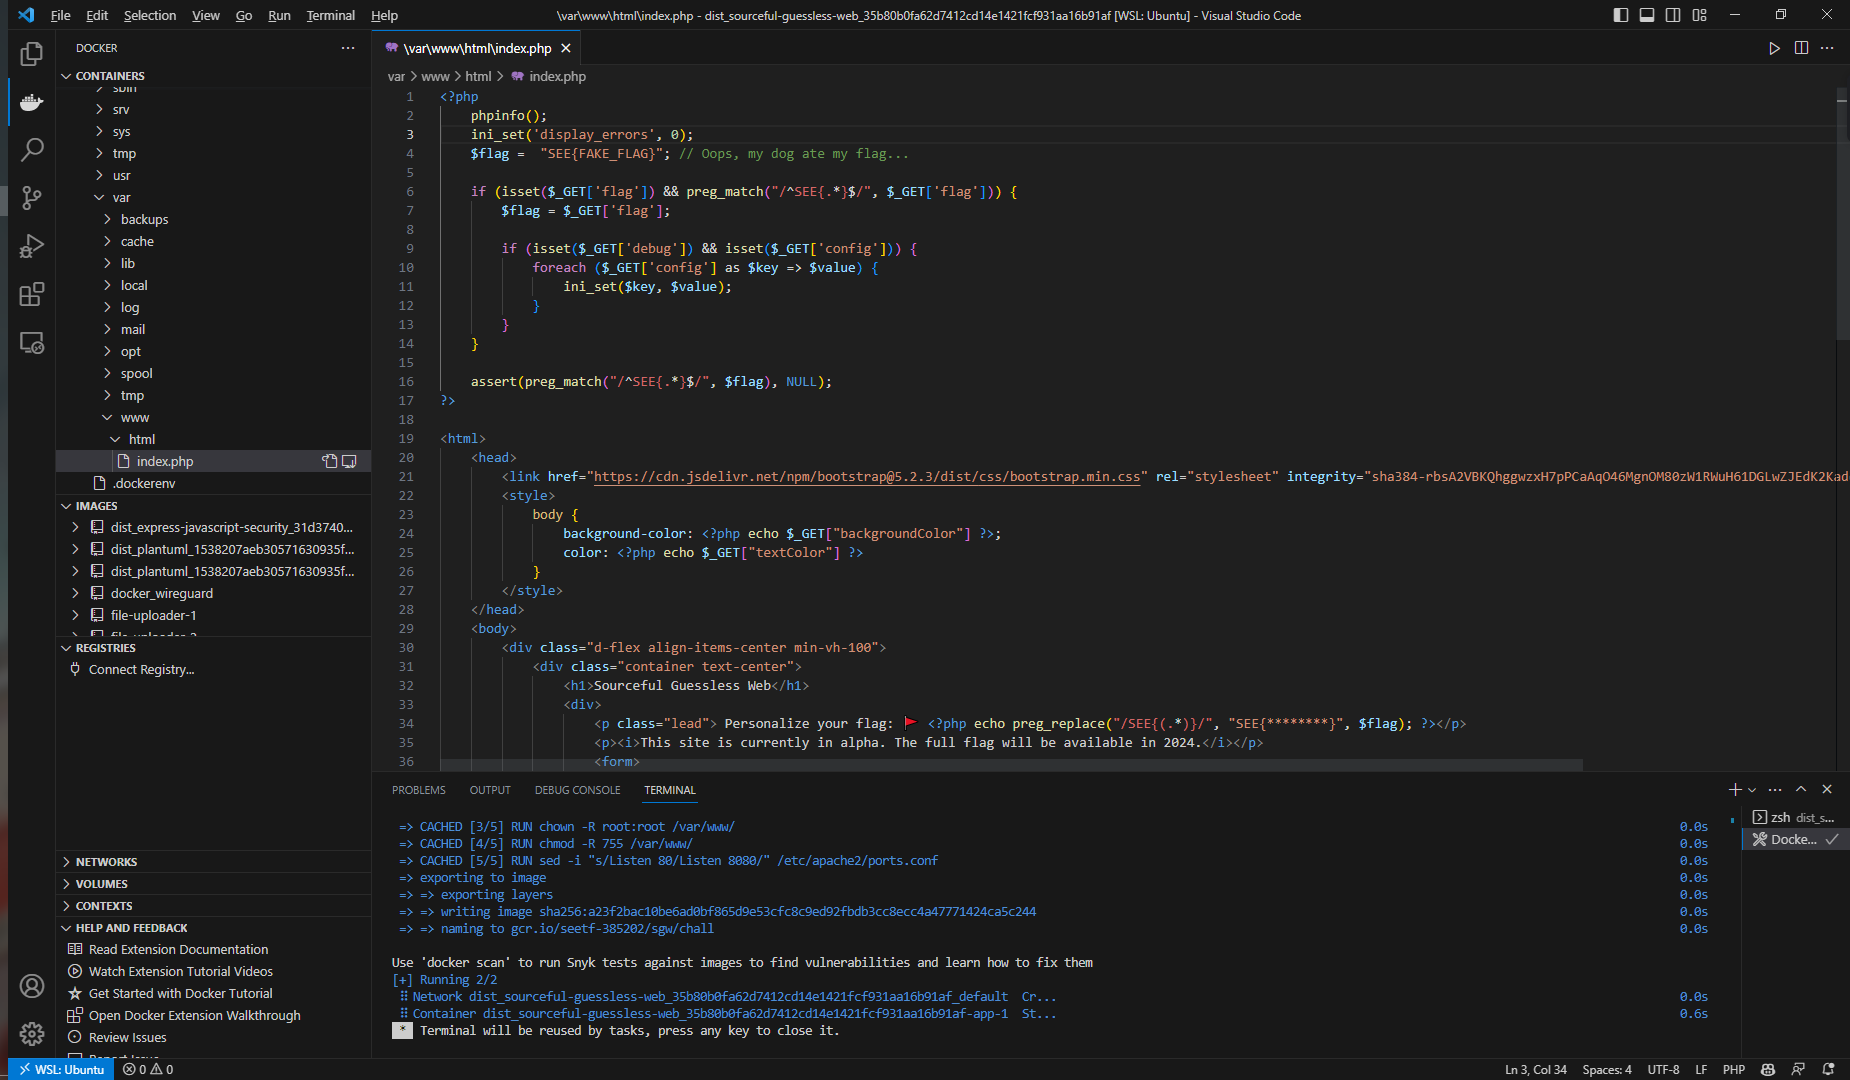 File Edit Selection View Go Run Terminal Help
\var\www\html\index.php - dist_sourceful-guessless-web_35b80b0fa62d7412cd14e1421fcf931aa16b91af [WSL: Ubuntu] - Visual Studio Code
DOCKER
CONTAINERS
sbin
srv
sys
tmp
usr
var
backups
cache
lib
local
log
mail
opt
spool
tmp
www
html
index.php
.dockerenv
IMAGES
dist_express-javascript-security_31d3740...
dist_plantuml_1538207aeb30571630935f...
dist_plantuml_1538207aeb30571630935f...
docker_wireguard
file-uploader-1
REGISTRIES
Connect Registry...
NETWORKS
VOLUMES
CONTEXTS
HELP AND FEEDBACK
Read Extension Documentation
Watch Extension Tutorial Videos
Get Started with Docker Tutorial
Open Docker Extension Walkthrough
Review Issues
Report Issue
\var\www\html\index.php
var > www > html > index.php
1 <?php
2 phpinfo();
3 ini_set('display_errors', 0);
4 $flag =  "SEE{FAKE_FLAG}"; // Oops, my dog ate my flag...
5
6 if (isset($_GET['flag']) && preg_match("/^SEE{.*}$/", $_GET['flag'])) {
7 $flag = $_GET['flag'];
8
9 if (isset($_GET['debug']) && isset($_GET['config'])) {
10 foreach ($_GET['config'] as $key => $value) {
11 ini_set($key, $value);
12 }
13 }
14 }
15
16 assert(preg_match("/^SEE{.*}$/", $flag), NULL);
17 ?>
18
19 <html>
20 <head>
21 <link href="https://cdn.jsdelivr.net/npm/bootstrap@5.2.3/dist/css/bootstrap.min.css" rel="stylesheet" integrity="sha384-rbsA2VBKQhggwzxH7pPCaAqO46MgnOM80zW1RWuH61DGLwZJEdK2Kad
22 <style>
23 body {
24 background-color: <?php echo $_GET["backgroundColor"] ?>;
25 color: <?php echo $_GET["textColor"] ?>
26 }
27 </style>
28 </head>
29 <body>
30 <div class="d-flex align-items-center min-vh-100">
31 <div class="container text-center">
32 <h1>Sourceful Guessless Web</h1>
33 <div>
34 <p class="lead"> Personalize your flag: 🚩 <?php echo preg_replace("/SEE{(.*)}/", "SEE{********}", $flag); ?></p>
35 <p><i>This site is currently in alpha. The full flag will be available in 2024.</i></p>
36 <form>
PROBLEMS OUTPUT DEBUG CONSOLE TERMINAL
=> CACHED [3/5] RUN chown -R root:root /var/www/ 0.0s
=> CACHED [4/5] RUN chmod -R 755 /var/www/ 0.0s
=> CACHED [5/5] RUN sed -i "s/Listen 80/Listen 8080/" /etc/apache2/ports.conf 0.0s
=> exporting to image 0.0s
=> => exporting layers 0.0s
=> => writing image sha256:a23f2bac10be6ad0bf865d9e53cfc8c9ed92fbdb3cc8ecc4a47771424ca5c244 0.0s
=> => naming to gcr.io/seetf-385202/sgw/chall 0.0s
Use 'docker scan' to run Snyk tests against images to find vulnerabilities and learn how to fix them
[+] Running 2/2
⠿ Network dist_sourceful-guessless-web_35b80b0fa62d7412cd14e1421fcf931aa16b91af_default  Cr... 0.0s
⠿ Container dist_sourceful-guessless-web_35b80b0fa62d7412cd14e1421fcf931aa16b91af-app-1  St... 0.6s
* Terminal will be reused by tasks, press any key to close it.
zsh dist_s...
Docke...
WSL: Ubuntu 0 0
Ln 3, Col 34 Spaces: 4 UTF-8 LF PHP